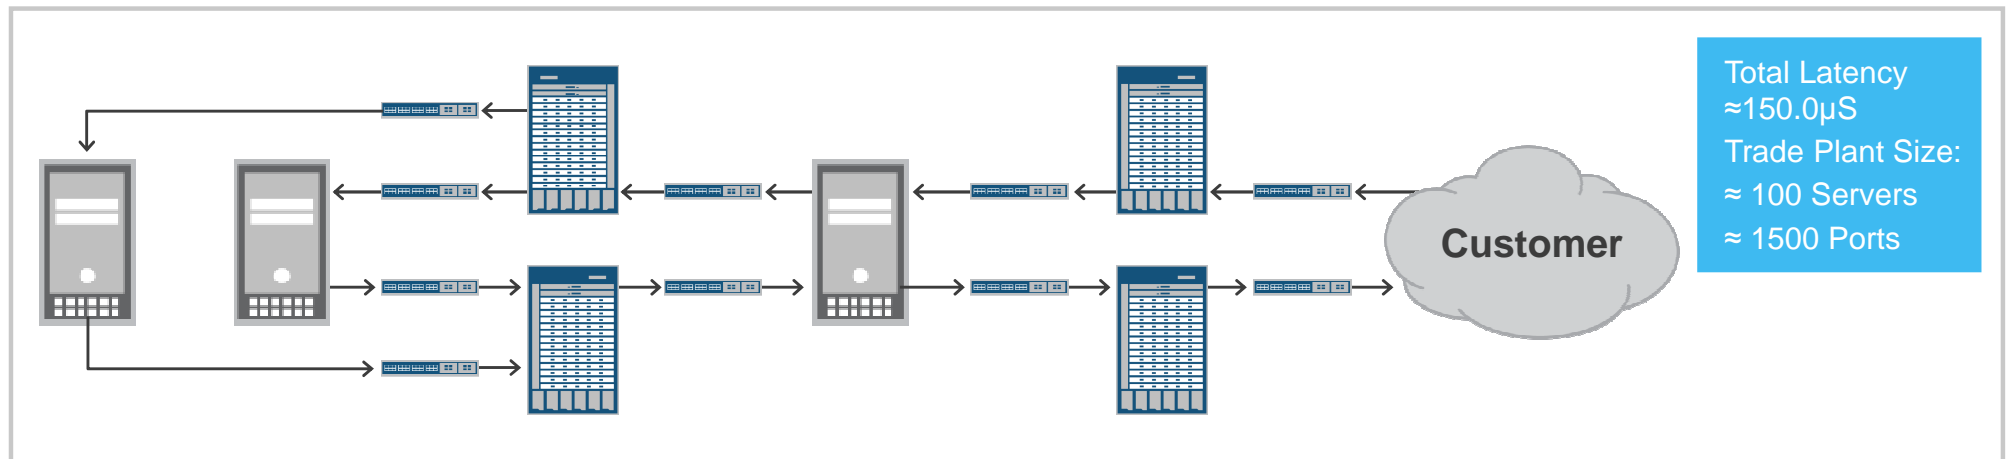 Total Latency
≈150.0µS
Trade Plant Size:
≈ 100 Servers
≈ 1500 Ports
Customer